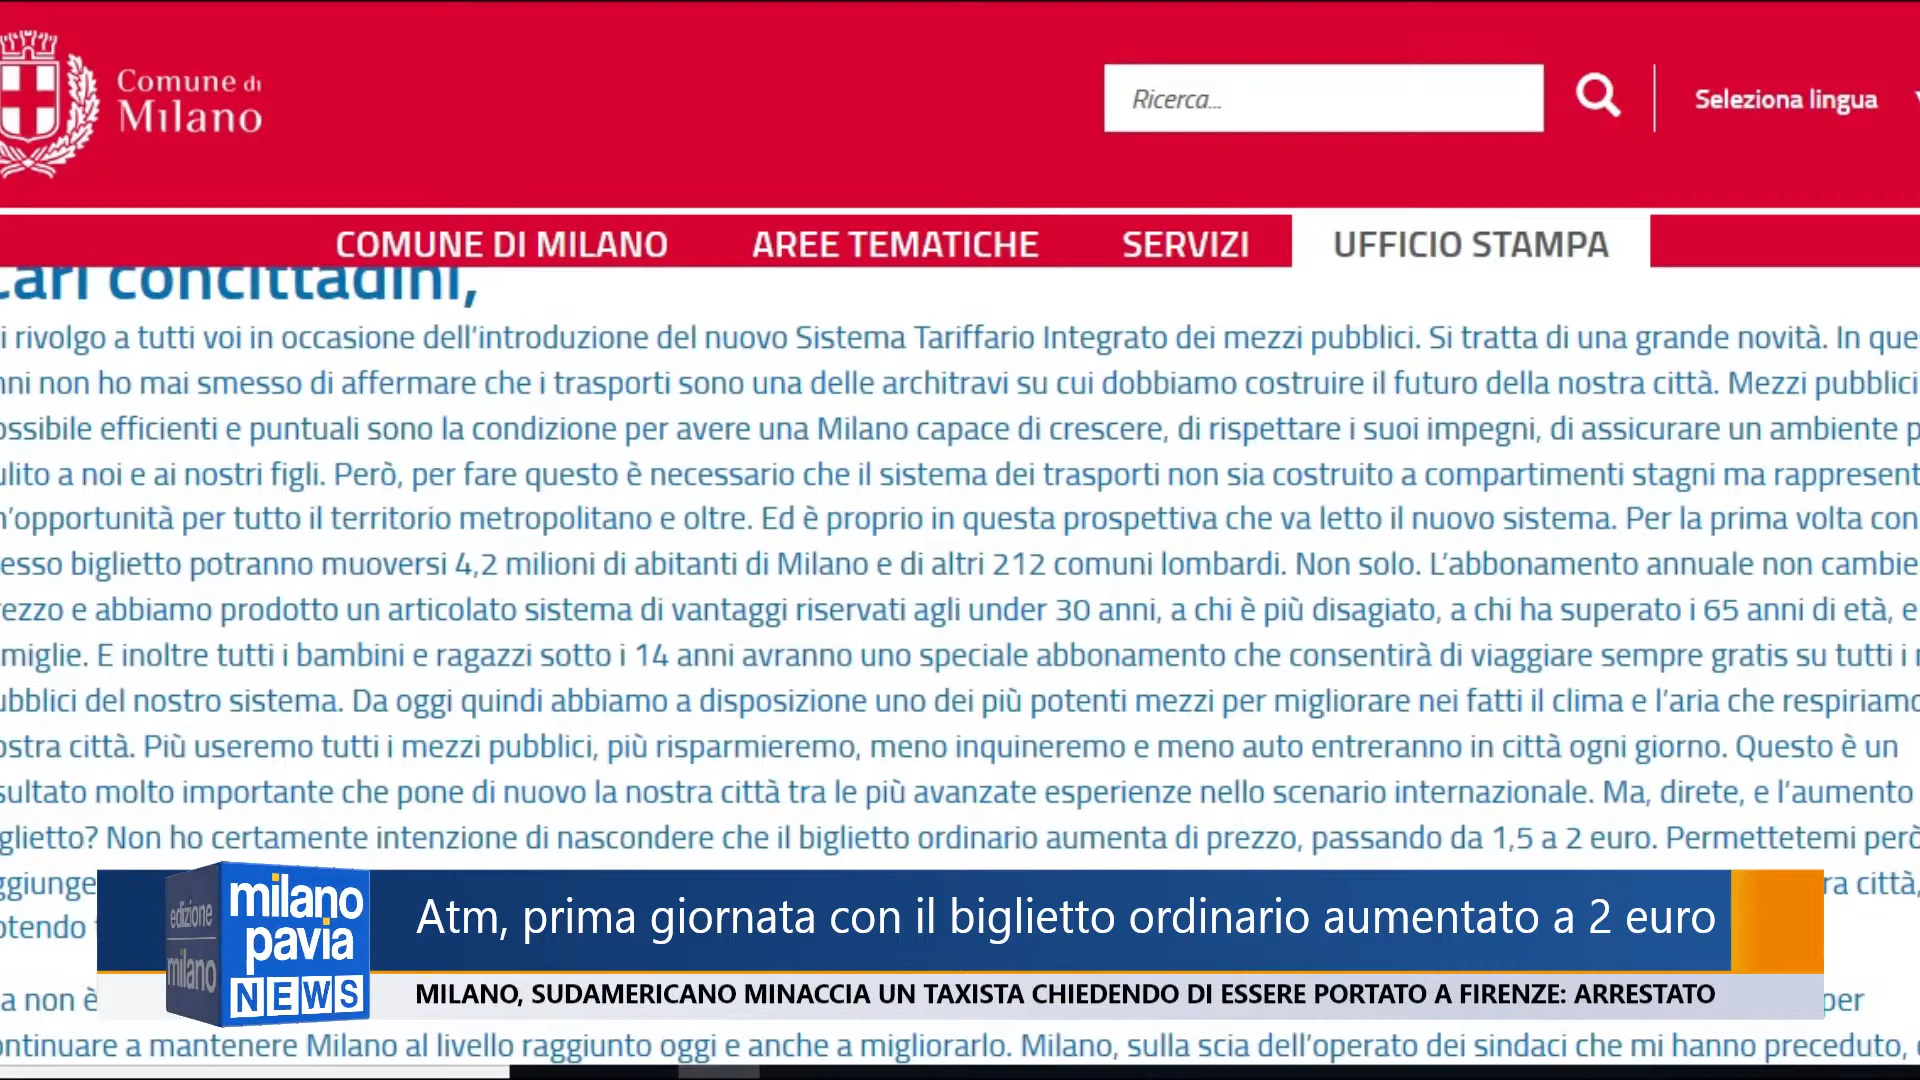 Comune di
Milano
Ricerca...
Seleziona lingua
COMUNE DI MILANO AREE TEMATICHE SERVIZI UFFICIO STAMPA
concittadini,
rivolgo a tutti voi in occasione dell'introduzione del nuovo Sistema Tariffario Integrato dei mezzi pubblici. Si tratta di una grande novità. In
non ho mai smesso di affermare che i trasporti sono una delle architravi su cui dobbiamo costruire il futuro della nostra città. Mezzi pubblici
efficienti e puntuali sono la condizione per avere una Milano capace di crescere, di rispettare i suoi impegni, di assicurare un ambiente
a noi e ai nostri figli. Però, per fare questo è necessario che il sistema dei trasporti non sia costruito a compartimenti stagni ma
n'opportunità per tutto il territorio metropolitano e oltre. Ed è proprio in questa prospettiva che va letto il nuovo sistema. Per la prima volta con
esso biglietto potranno muoversi 4,2 milioni di abitanti di Milano e di altri 212 comuni lombardi. Non solo. L'abbonamento annuale non
e abbiamo prodotto un articolato sistema di vantaggi riservati agli under 30 anni, a chi è più disagiato, a chi ha superato i 65 anni di età, e
miglie. E inoltre tutti i bambini e ragazzi sotto i 14 anni avranno uno speciale abbonamento che consentirà di viaggiare sempre gratis su tutti i
ubblici del nostro sistema. Da oggi quindi abbiamo a disposizione uno dei più potenti mezzi per migliorare nei fatti il clima e l'aria che respiriamo
ostra città. Più useremo tutti i mezzi pubblici, più risparmieremo, meno inquineremo e meno auto entreranno in città ogni giorno. Questo è un
sultato molto importante che pone di nuovo la nostra città tra le più avanzate esperienze nello scenario internazionale. Ma, direte, e l'aumento
glietto? Non ho certamente intenzione di nascondere che il biglietto ordinario aumenta di prezzo, passando da 1,5 a 2 euro. Permettetemi però
ggiunge ra città,
otendo
a non è per
ontinuare a mantenere Milano al livello raggiunto oggi e anche a migliorarlo. Milano, sulla scia dell'operato dei sindaci che mi hanno preceduto,
edizione
milano
milano
pavia
NEWS
Atm, prima giornata con il biglietto ordinario aumentato a 2 euro
MILANO, SUDAMERICANO MINACCIA UN TAXISTA CHIEDENDO DI ESSERE PORTATO A FIRENZE: ARRESTATO